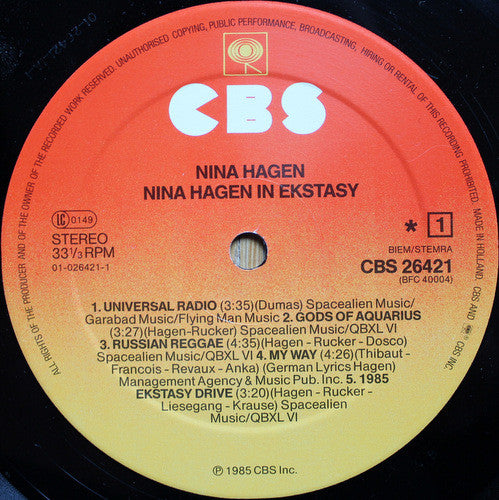 ALL RIGHTS OF THE PRODUCER AND OF THE OWNER OF THE RECORDED WORK RESERVED. UNAUTHORISED COPYING, PUBLIC PERFORMANCE, BROADCASTING, HIRING OR RENTAL OF THIS RECORDING PROHIBITED. MADE IN HOLLAND. CBS AND ® CBS INC.
CBS
NINA HAGEN
NINA HAGEN IN EKSTASY
LC 0149
STEREO
33 1/3 RPM
01-026421-1
* 1
BIEM/STEMRA
CBS 26421
(BFC 40004)
1. UNIVERSAL RADIO (3:35)(Dumas) Spacealien Music/
Garabad Music/Flying Man Music 2. GODS OF AQUARIUS
(3:27)(Hagen-Rucker) Spacealien Music/QBXL VI
3. RUSSIAN REGGAE (4:35)(Hagen - Rucker - Dosco)
Spacealien Music/QBXL VI 4. MY WAY (4:26)(Thibaut -
Francois - Revaux - Anka) (German Lyrics Hagen)
Management Agency & Music Pub. Inc. 5. 1985
EKSTASY DRIVE (3:20)(Hagen - Rucker -
Liesegang - Krause) Spacealien
Music/QBXL VI
℗ 1985 CBS Inc.